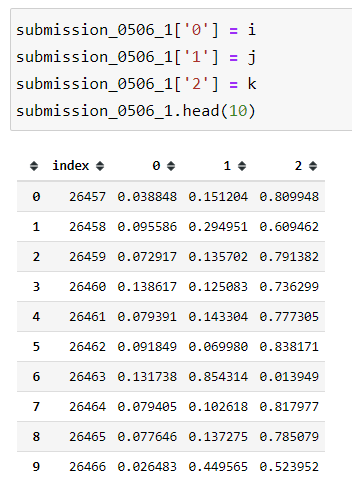 submission_0506_1['0'] = i
submission_0506_1['1'] = j
submission_0506_1['2'] = k
submission_0506_1.head(10)
index 0 1 2
0 26457 0.038848 0.151204 0.809948
1 26458 0.095586 0.294951 0.609462
2 26459 0.072917 0.135702 0.791382
3 26460 0.138617 0.125083 0.736299
4 26461 0.079391 0.143304 0.777305
5 26462 0.091849 0.069980 0.838171
6 26463 0.131738 0.854314 0.013949
7 26464 0.079405 0.102618 0.817977
8 26465 0.077646 0.137275 0.785079
9 26466 0.026483 0.449565 0.523952